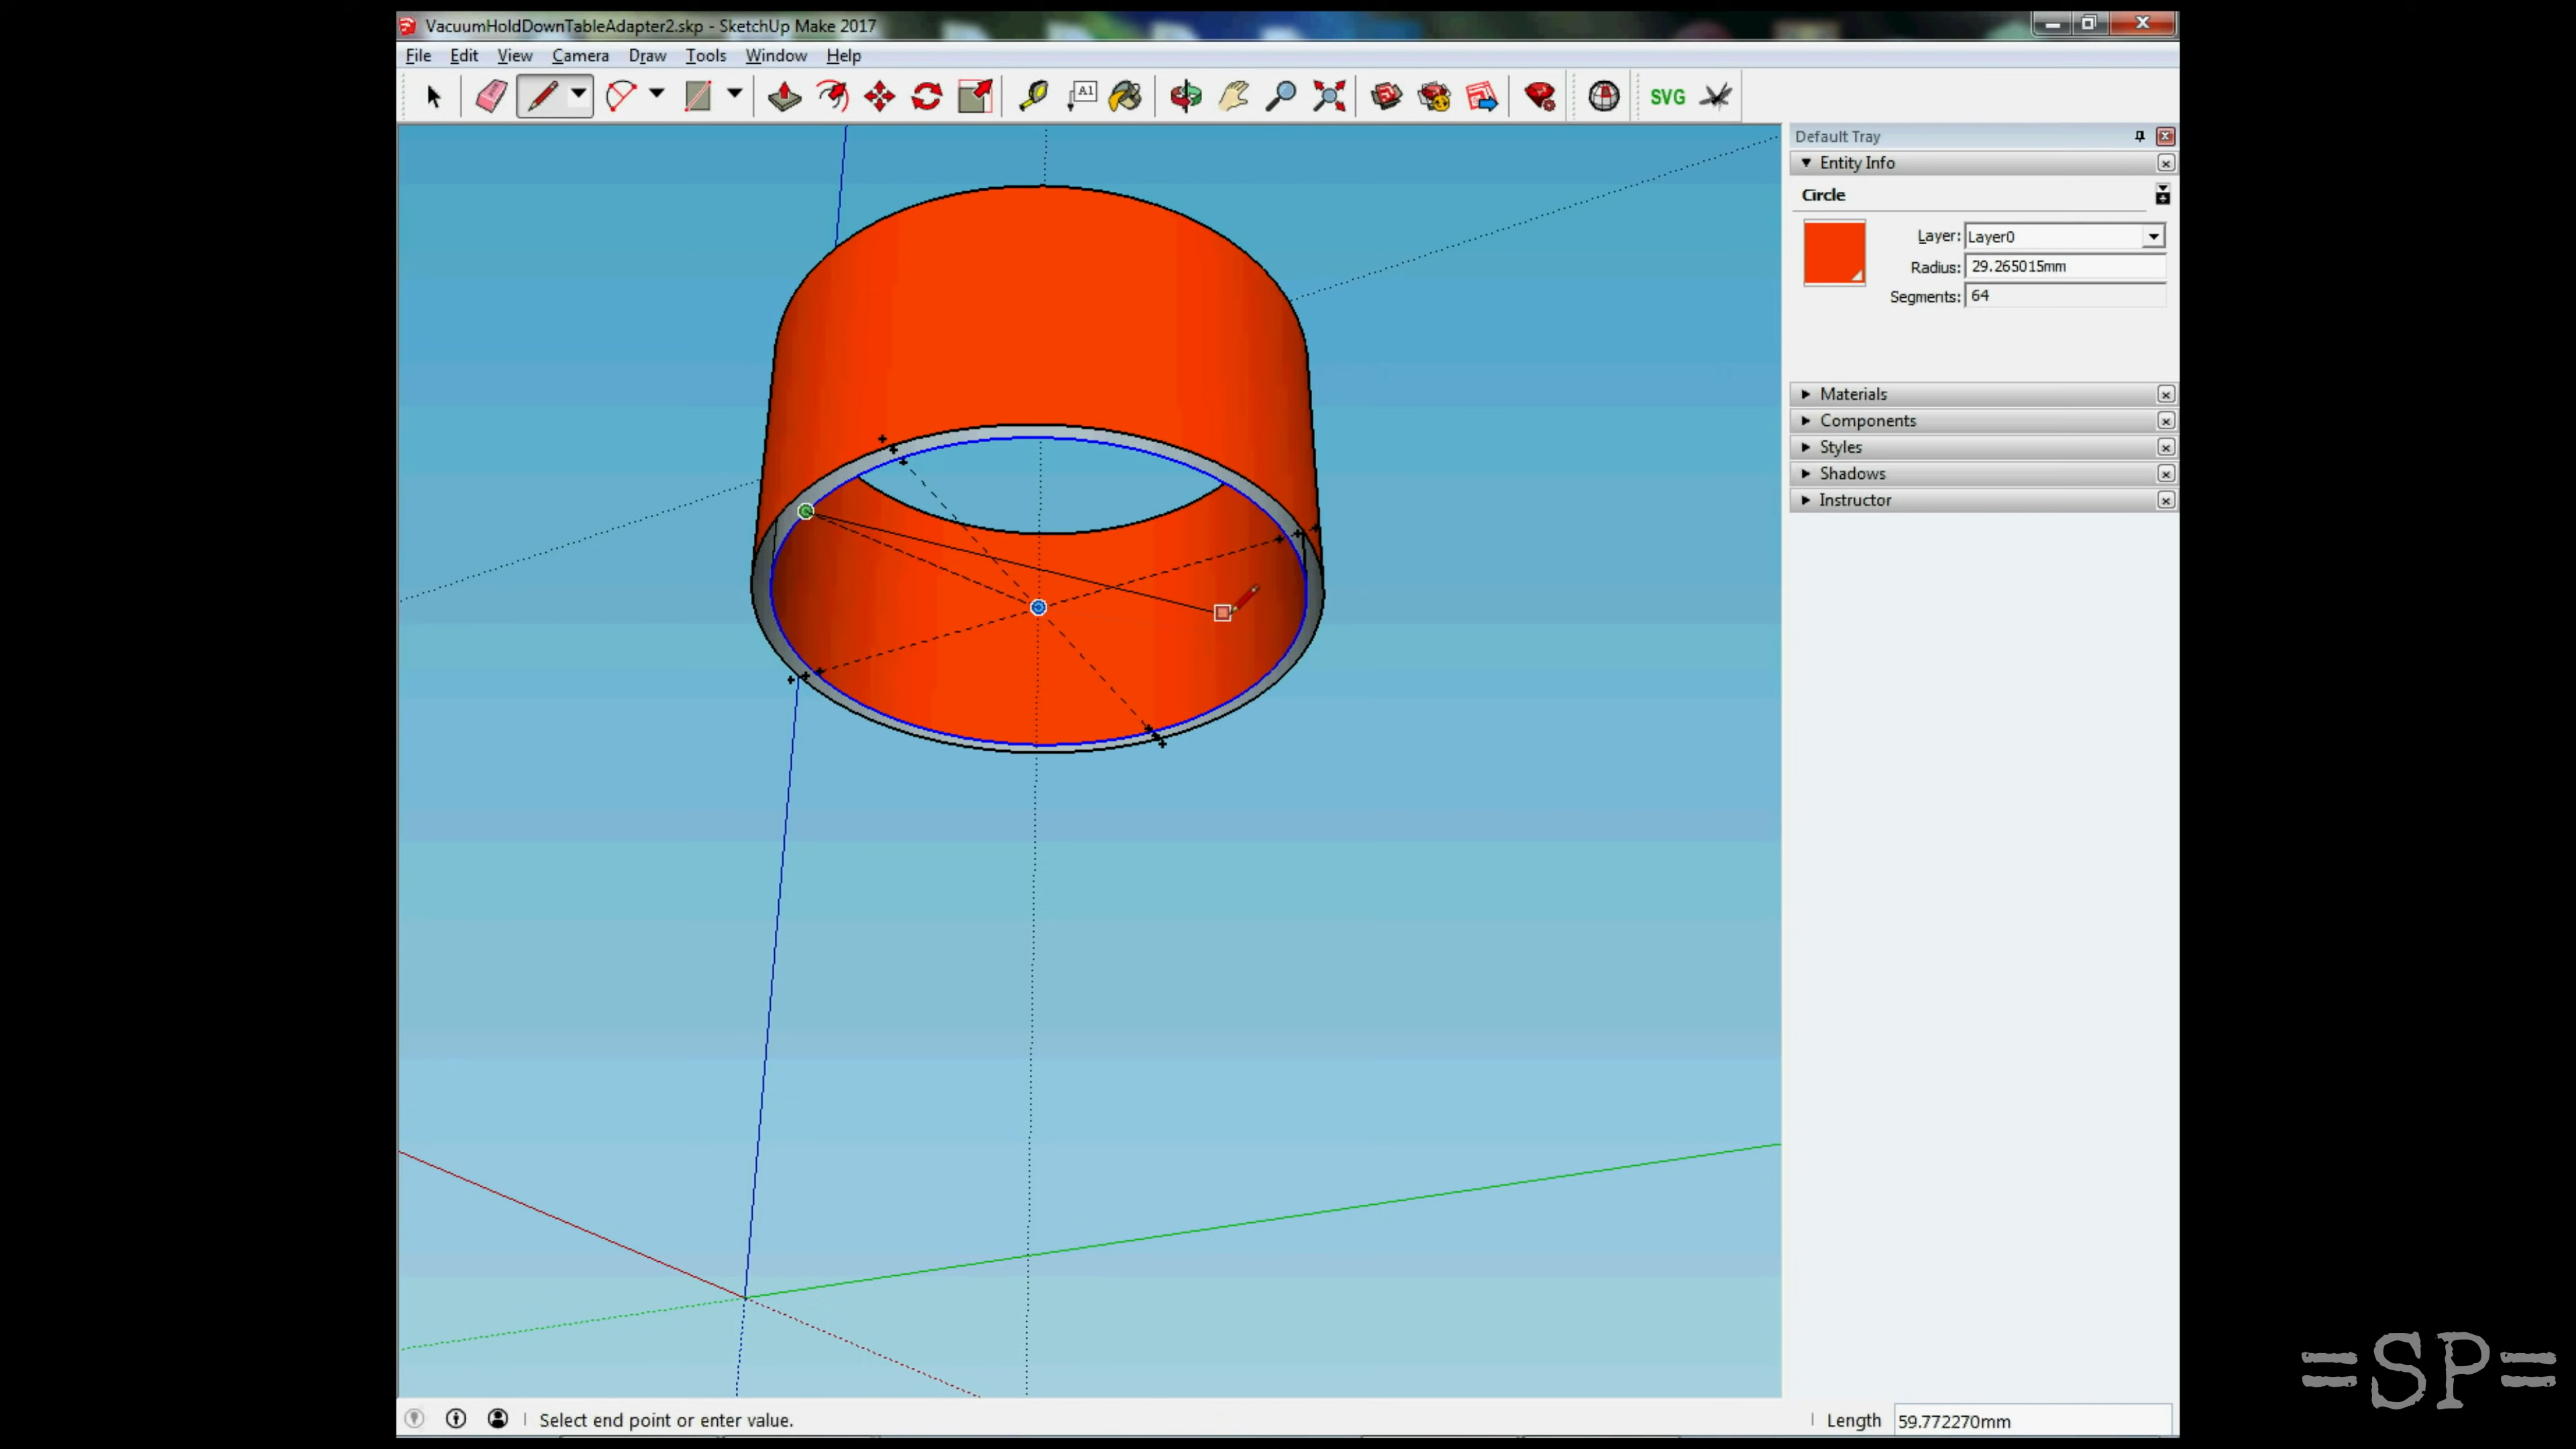 VacuumHoldDownTableAdapter2.skp - SketchUp Make 2017
File Edit View Camera Draw Tools Window Help
A1
SVG
Default Tray
Entity Info
Circle
Layer: Layer0
Radius: 29.265015mm
Segments: 64
Materials
Components
Styles
Shadows
Instructor
Select end point or enter value.
Length 59.772270mm
=SP=